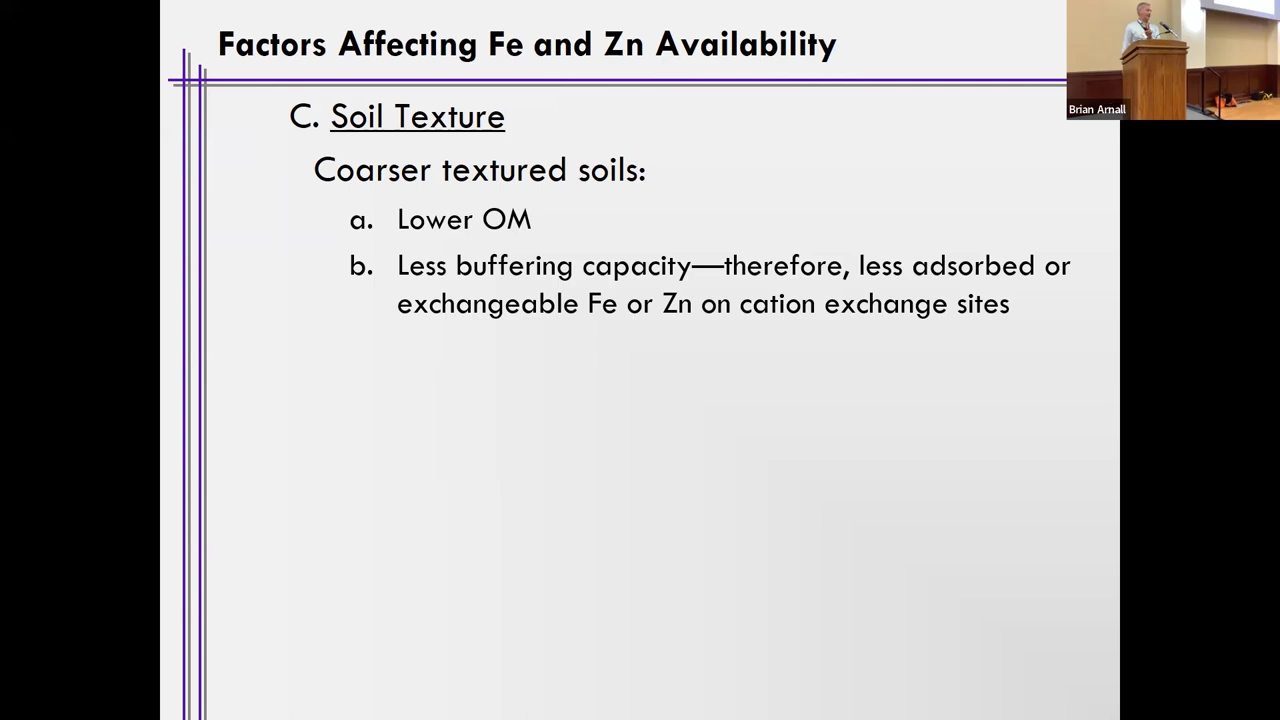 Factors Affecting Fe and Zn Availability
C. Soil Texture
Coarser textured soils:
a. Lower OM
b. Less buffering capacity—therefore, less adsorbed or
exchangeable Fe or Zn on cation exchange sites
Brian Arnall